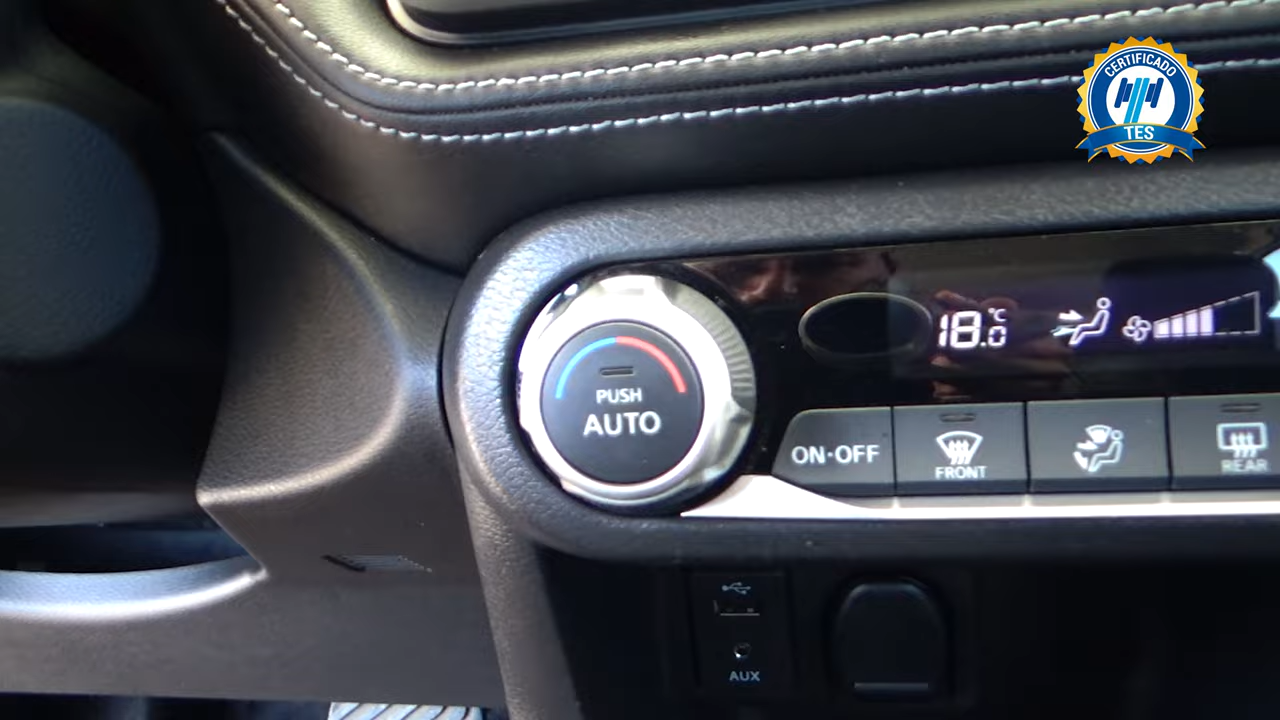 CERTIFICADO
TES
18.0°C
PUSH
AUTO
ON·OFF
FRONT
REAR
AUX